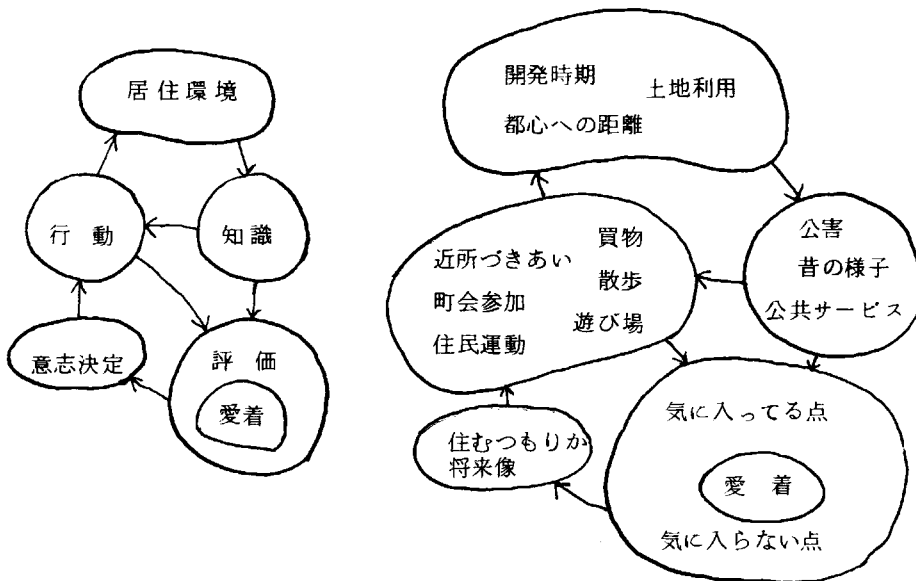 居住環境
行動
知識
意志決定
評価
愛着
開発時期
土地利用
都心への距離
近所づきあい
町会参加
住民運動
買物
散歩
遊び場
公害
昔の様子
公共サービス
住むつもりか
将来像
気に入ってる点
愛着
気に入らない点